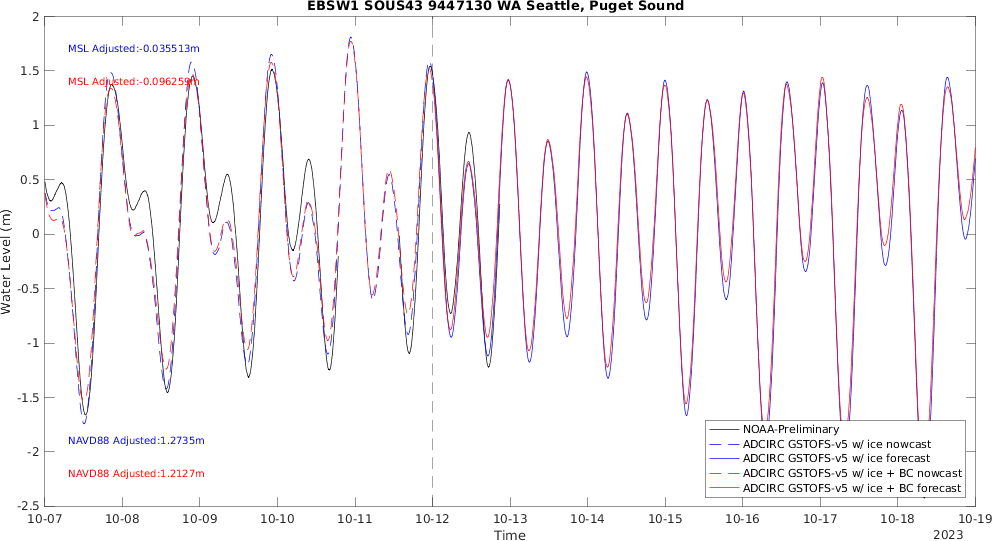 EBSW1 SOUS43 9447130 WA Seattle, Puget Sound
2
1.5
1
0.5
0
-0.5
-1
-1.5
-2
-2.5
Water Level (m)
MSL Adjusted:-0.035513m
MSL Adjusted:-0.096259m
NAVD88 Adjusted:1.2735m
NAVD88 Adjusted:1.2127m
NOAA-Preliminary
ADCIRC GSTOFS-v5 w/ ice nowcast
ADCIRC GSTOFS-v5 w/ ice forecast
ADCIRC GSTOFS-v5 w/ ice + BC nowcast
ADCIRC GSTOFS-v5 w/ ice + BC forecast
10-07 10-08 10-09 10-10 10-11 10-12 10-13 10-14 10-15 10-16 10-17 10-18 10-19
Time
2023